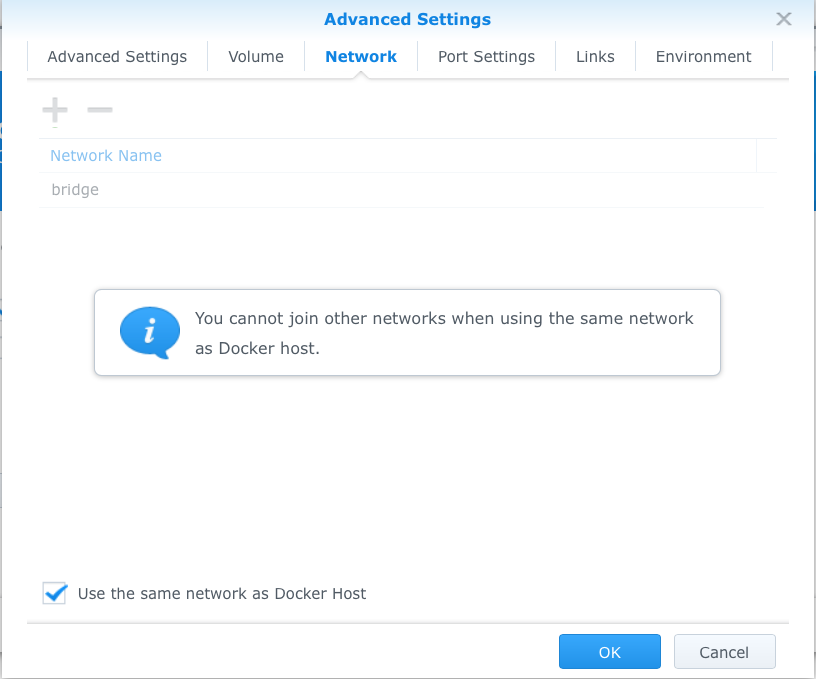 Advanced Settings
Advanced Settings Volume Network Port Settings Links Environment
Network Name
bridge
You cannot join other networks when using the same network
as Docker host.
Use the same network as Docker Host
OK Cancel